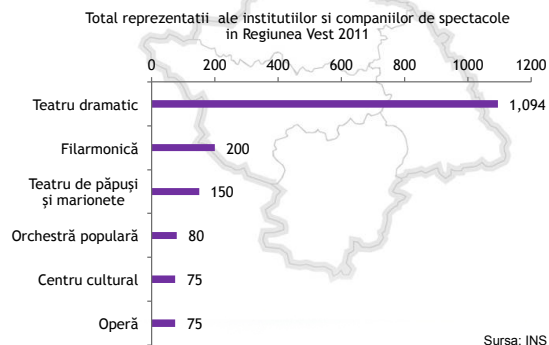 Total reprezentatii ale institutiilor si companiilor de spectacole
in Regiunea Vest 2011
0 200 400 600 800 1000 1200
Teatru dramatic 1,094
Filarmonică 200
Teatru de păpuși
și marionete 150
Orchestră populară 80
Centru cultural 75
Operă 75
Sursa: INS